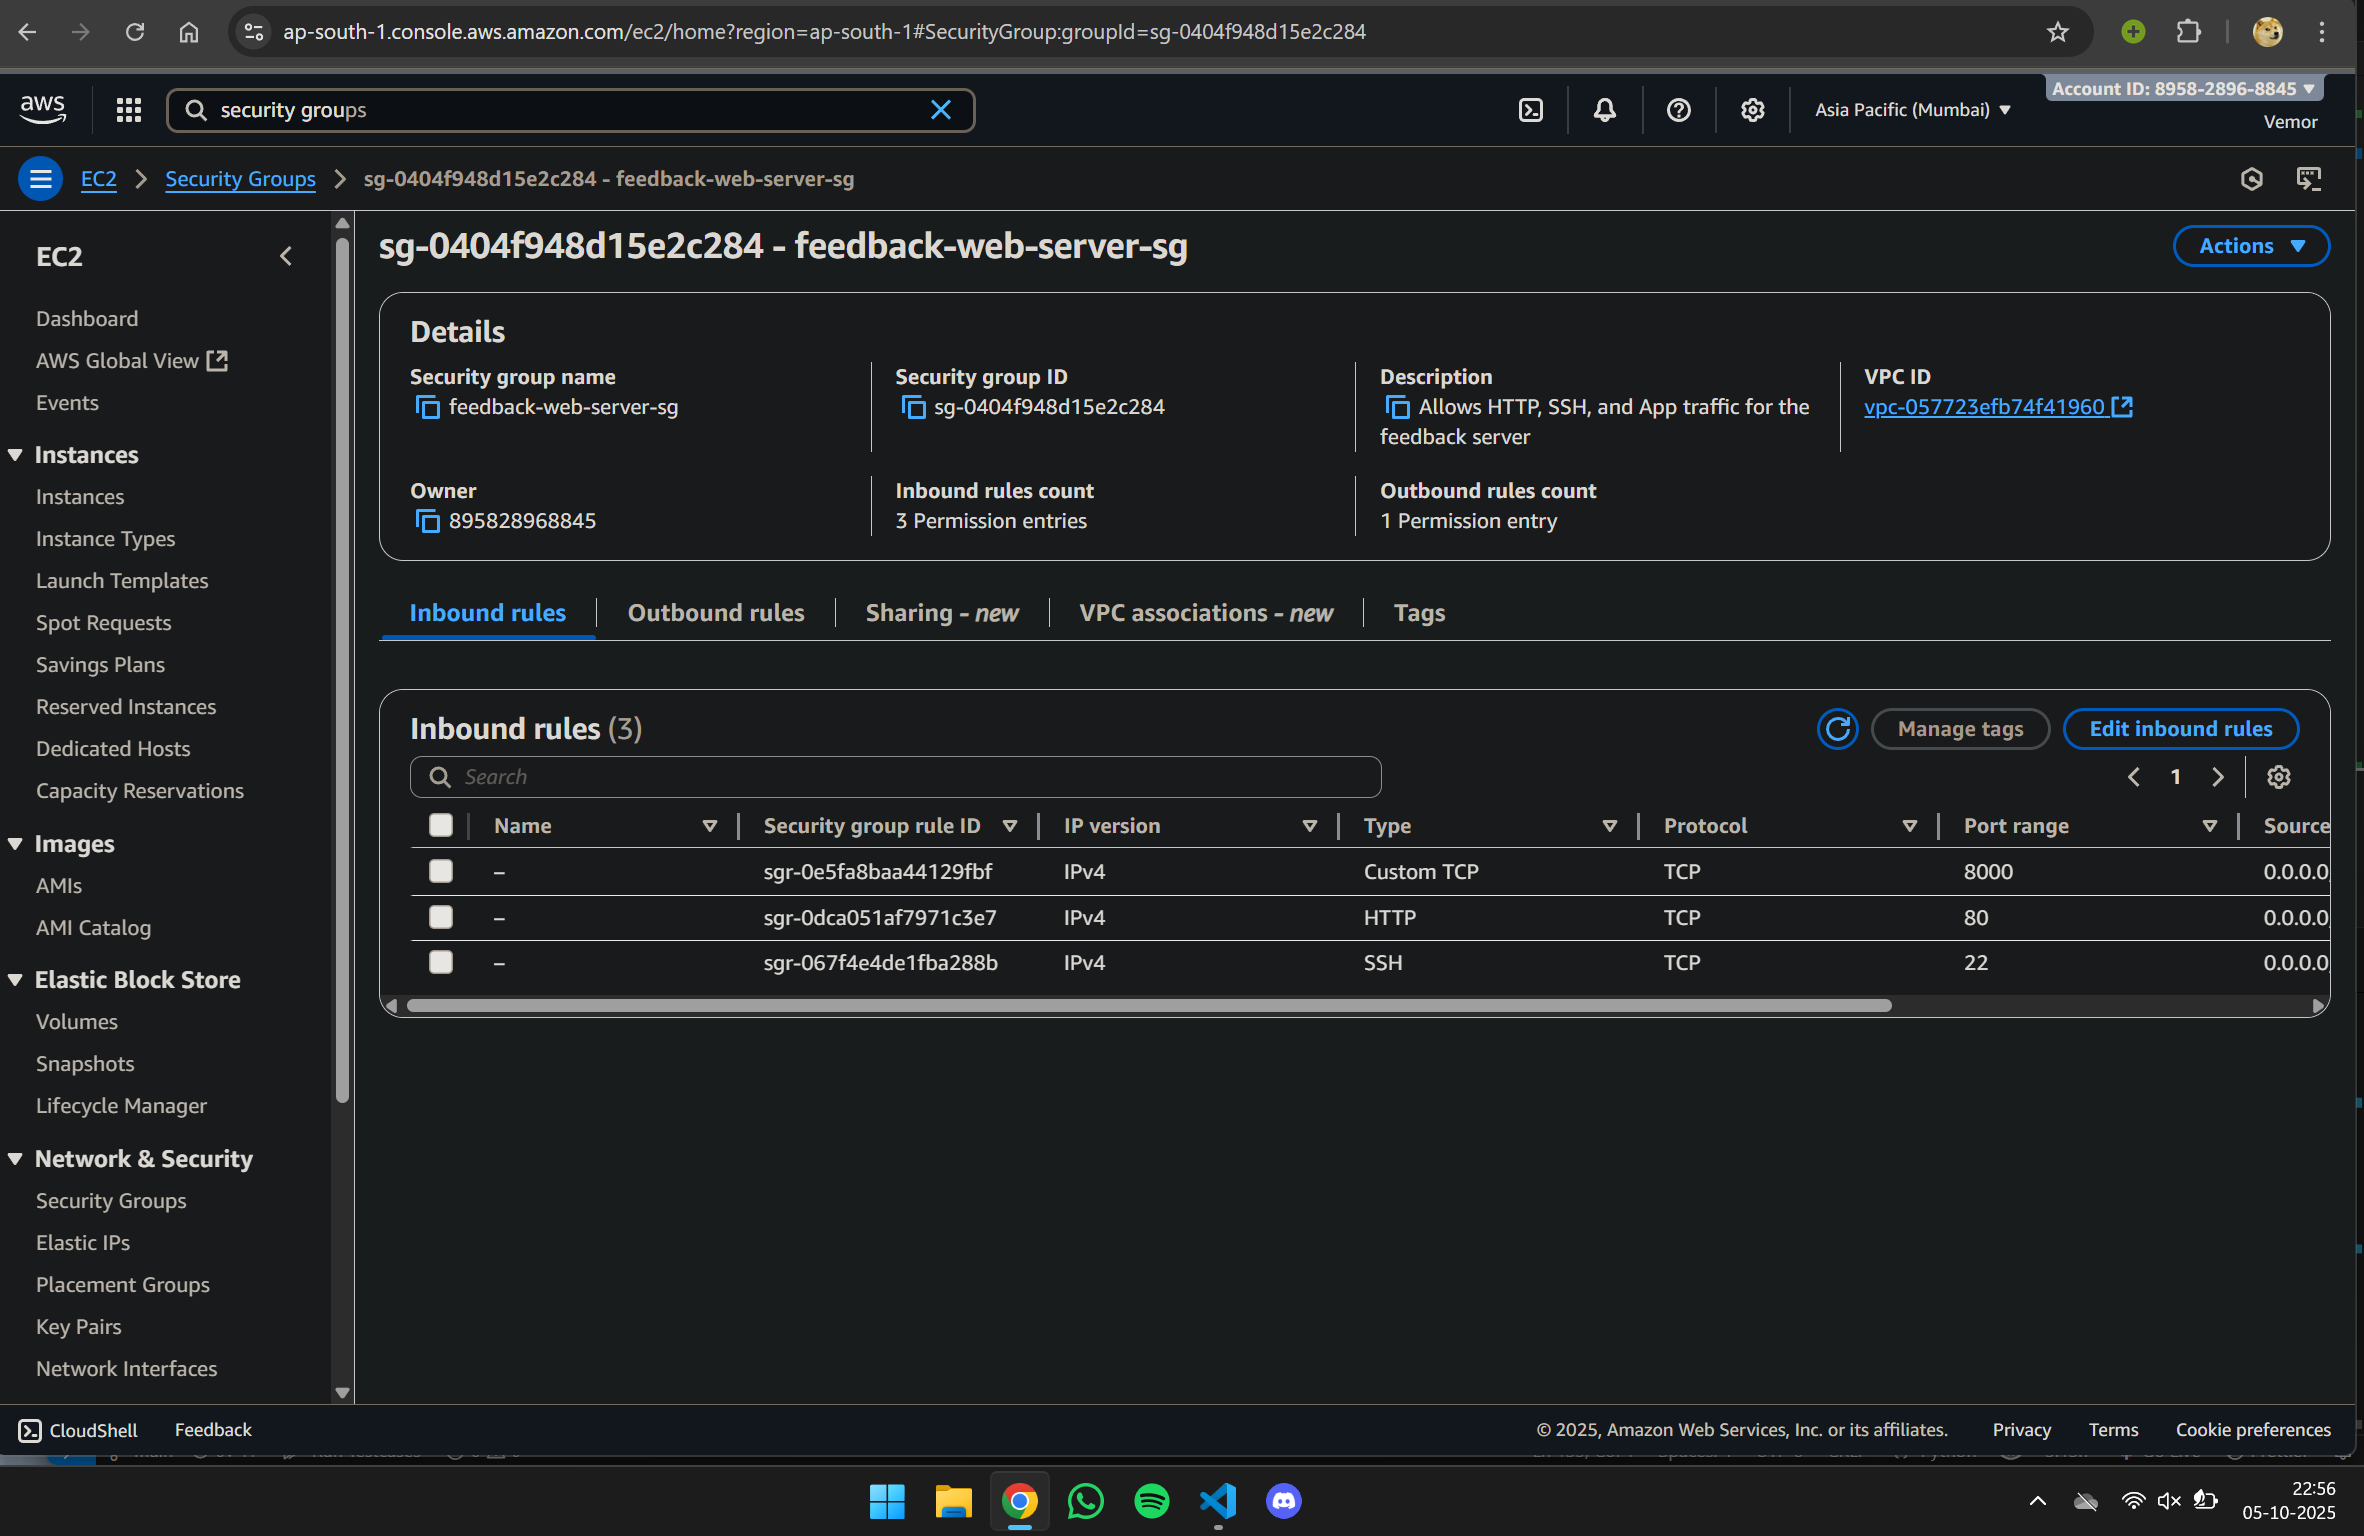 ap-south-1.console.aws.amazon.com/ec2/home?region=ap-south-1#SecurityGroup:groupId=sg-0404f948d15e2c284
aws
security groups
Asia Pacific (Mumbai)
Account ID: 8958-2896-8845
Vemor
EC2
Security Groups
sg-0404f948d15e2c284 - feedback-web-server-sg
EC2
Dashboard
AWS Global View
Events
Instances
Instances
Instance Types
Launch Templates
Spot Requests
Savings Plans
Reserved Instances
Dedicated Hosts
Capacity Reservations
Images
AMIs
AMI Catalog
Elastic Block Store
Volumes
Snapshots
Lifecycle Manager
Network & Security
Security Groups
Elastic IPs
Placement Groups
Key Pairs
Network Interfaces
sg-0404f948d15e2c284 - feedback-web-server-sg
Actions
Details
Security group name
feedback-web-server-sg
Security group ID
sg-0404f948d15e2c284
Description
Allows HTTP, SSH, and App traffic for the
feedback server
VPC ID
vpc-057723efb74f41960
Owner
895828968845
Inbound rules count
3 Permission entries
Outbound rules count
1 Permission entry
Inbound rules
Outbound rules
Sharing - new
VPC associations - new
Tags
Inbound rules (3)
Manage tags
Edit inbound rules
Search
1
Name Security group rule ID IP version Type Protocol Port range Source
– sgr-0e5fa8baa44129fbf IPv4 Custom TCP TCP 8000 0.0.0.0
– sgr-0dca051af7971c3e7 IPv4 HTTP TCP 80 0.0.0.0
– sgr-067f4e4de1fba288b IPv4 SSH TCP 22 0.0.0.0
CloudShell
Feedback
© 2025, Amazon Web Services, Inc. or its affiliates.
Privacy
Terms
Cookie preferences
22:56
05-10-2025